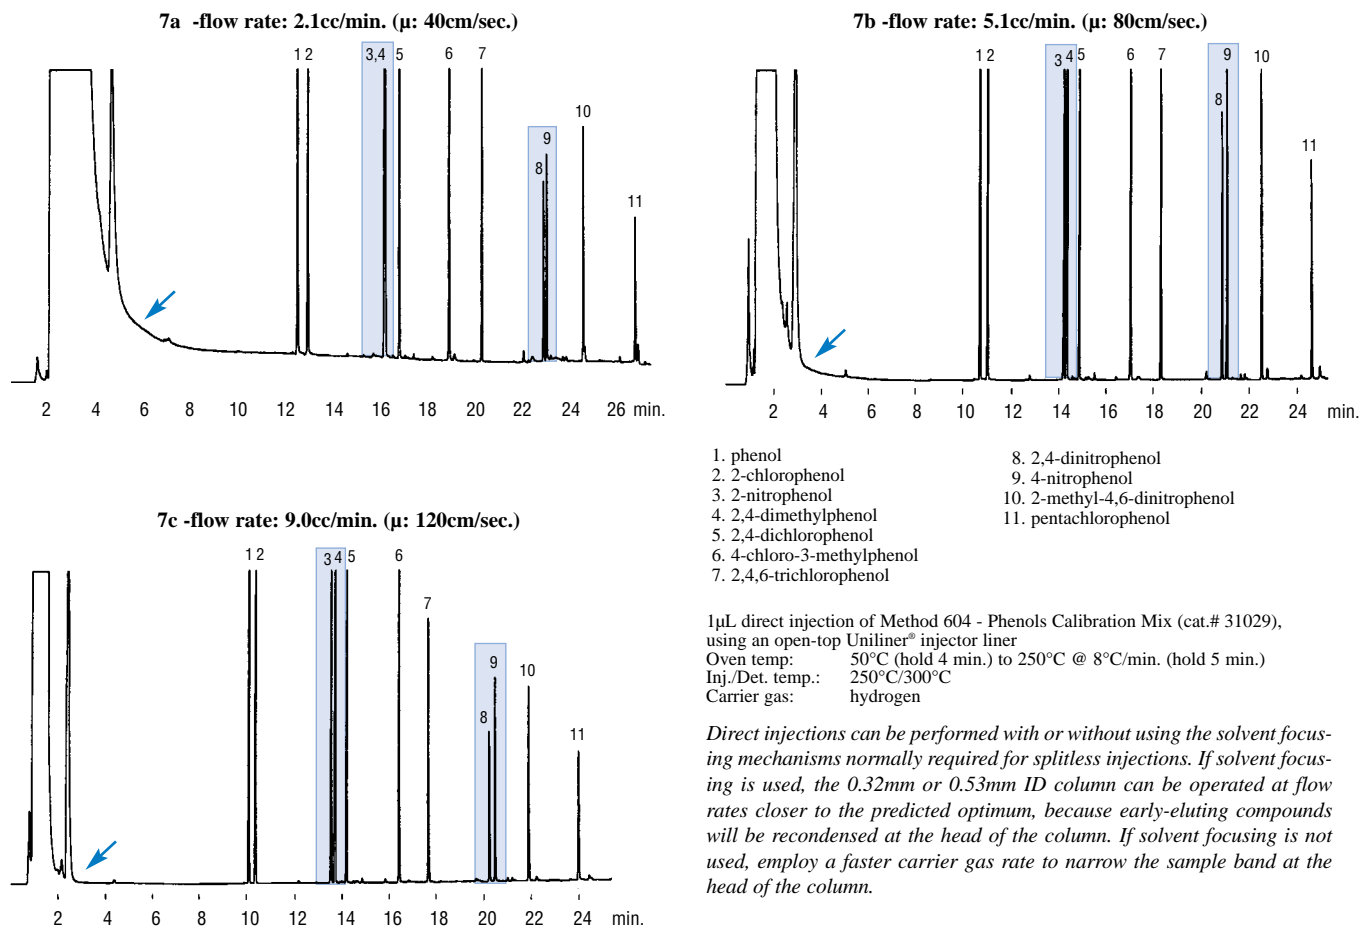 7a -flow rate: 2.1cc/min. (µ: 40cm/sec.)
1 2 3,4 5 6 7
10
9
8
11
2 4 6 8 10 12 14 16 18 20 22 24 26 min.
7b -flow rate: 5.1cc/min. (µ: 80cm/sec.)
1 2 3 4 5 6 7 9 10
8
11
2 4 6 8 10 12 14 16 18 20 22 24 min.
1. phenol
2. 2-chlorophenol
3. 2-nitrophenol
4. 2,4-dimethylphenol
5. 2,4-dichlorophenol
6. 4-chloro-3-methylphenol
7. 2,4,6-trichlorophenol
8. 2,4-dinitrophenol
9. 4-nitrophenol
10. 2-methyl-4,6-dinitrophenol
11. pentachlorophenol
7c -flow rate: 9.0cc/min. (µ: 120cm/sec.)
1 2 3 4 5 6
7
9 10
8
11
2 4 6 8 10 12 14 16 18 20 22 24 min.
1µL direct injection of Method 604 - Phenols Calibration Mix (cat.# 31029),
using an open-top Uniliner® injector liner
Oven temp: 50°C (hold 4 min.) to 250°C @ 8°C/min. (hold 5 min.)
Inj./Det. temp.: 250°C/300°C
Carrier gas: hydrogen
Direct injections can be performed with or without using the solvent focus-
ing mechanisms normally required for splitless injections. If solvent focus-
ing is used, the 0.32mm or 0.53mm ID column can be operated at flow
rates closer to the predicted optimum, because early-eluting compounds
will be recondensed at the head of the column. If solvent focusing is not
used, employ a faster carrier gas rate to narrow the sample band at the
head of the column.